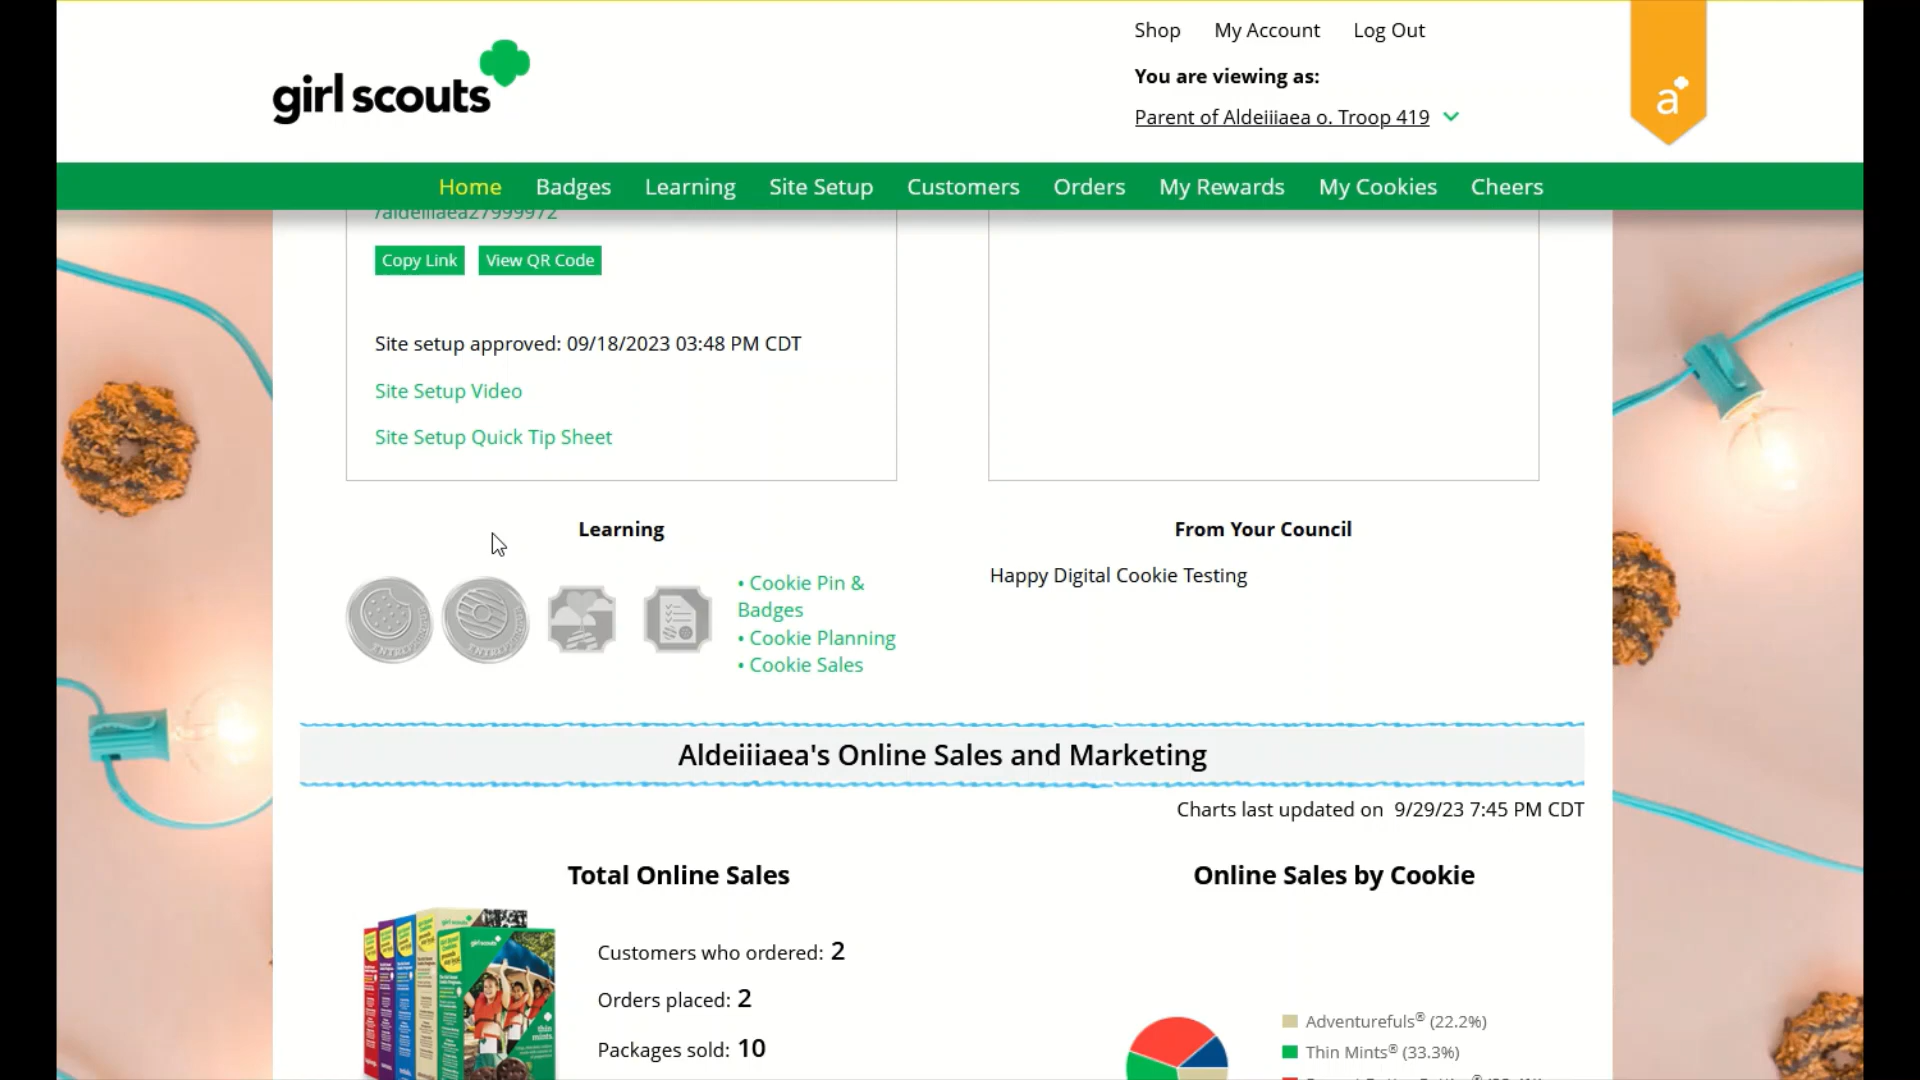 Shop My Account Log Out
girl scouts
You are viewing as:
Parent of Aldeiiiaea o. Troop 419
a
Home Badges Learning Site Setup Customers Orders My Rewards My Cookies Cheers
/aldeiiiaea27999972
Copy Link View QR Code
Site setup approved: 09/18/2023 03:48 PM CDT
Site Setup Video
Site Setup Quick Tip Sheet
Learning
• Cookie Pin &
Badges
• Cookie Planning
• Cookie Sales
From Your Council
Happy Digital Cookie Testing
Aldeiiiaea's Online Sales and Marketing
Charts last updated on 9/29/23 7:45 PM CDT
Total Online Sales
girl scouts
thin
mints
Customers who ordered: 2
Orders placed: 2
Packages sold: 10
Online Sales by Cookie
Adventurefuls® (22.2%)
Thin Mints® (33.3%)